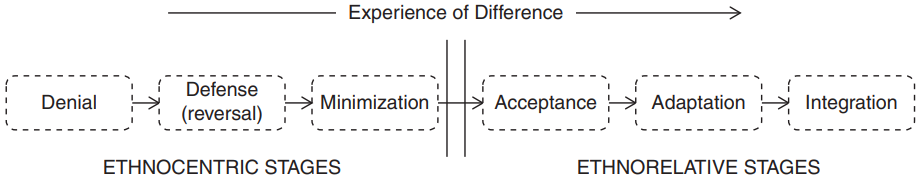 Experience of Difference
Denial
Defense
(reversal)
Minimization
Acceptance
Adaptation
Integration
ETHNOCENTRIC STAGES
ETHNORELATIVE STAGES